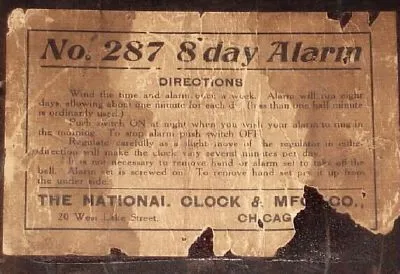 No. 287 8 day Alarm
DIRECTIONS
Wind the time and alarm once a week. Alarm will run eight
days, allowing about one minute for each day. (Less than one half minute
is ordinarily used.)
Push switch ON at night when you wish your alarm to ring in
the morning. To stop alarm push switch OFF.
Regulate carefully as a slight move of the regulator in either
direction will make the clock vary several minutes per day.
It is not necessary to remove hand or alarm set to take off the
bell. Alarm set is screwed on. To remove hand set pry it up from
the under side.
THE NATIONAL CLOCK & MFG. CO.,
20 West Lake Street, CHICAG